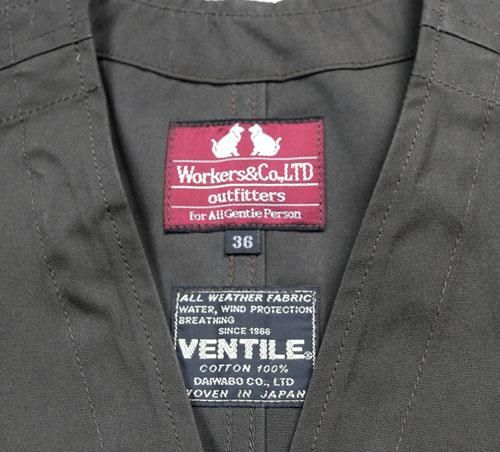 Workers&Co.,LTD
outfitters
for All Gentle Person
36
ALL WEATHER FABRIC
WATER, WIND PROTECTION
BREATHING
SINCE 1966
VENTILE®
COTTON 100%
DAIWABO CO., LTD
WOVEN IN JAPAN